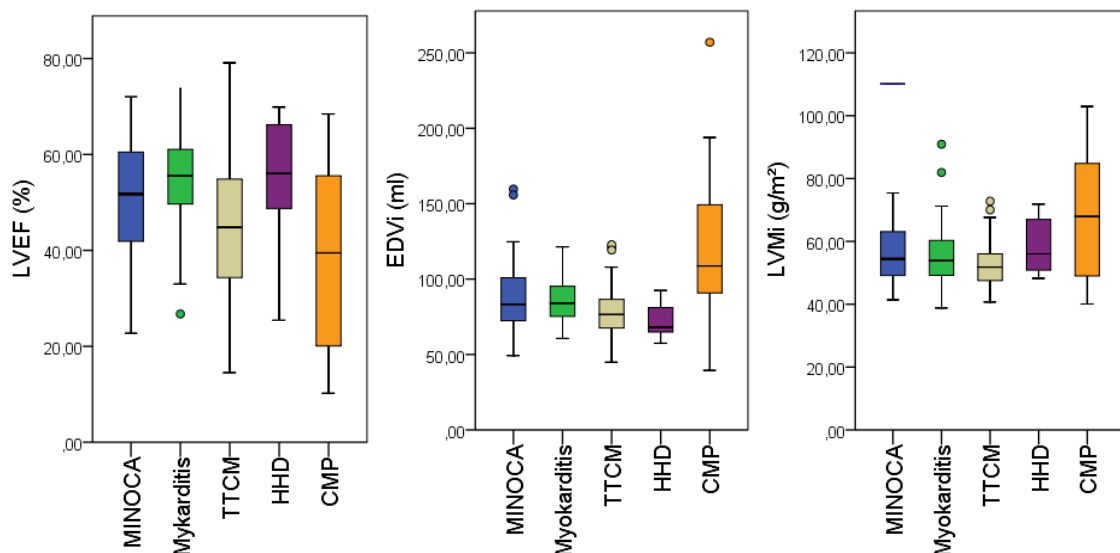 LVEF (%)
80,00
60,00
40,00
20,00
,00
MINOCA
Mykarditis
TTCM
HHD
CMP
EDVi (ml)
250,00
200,00
150,00
100,00
50,00
,00
MINOCA
Myokarditis
TTCM
HHD
CMP
LVMi (g/m²)
120,00
100,00
80,00
60,00
40,00
20,00
,00
MINOCA
Myokarditis
TTCM
HHD
CMP